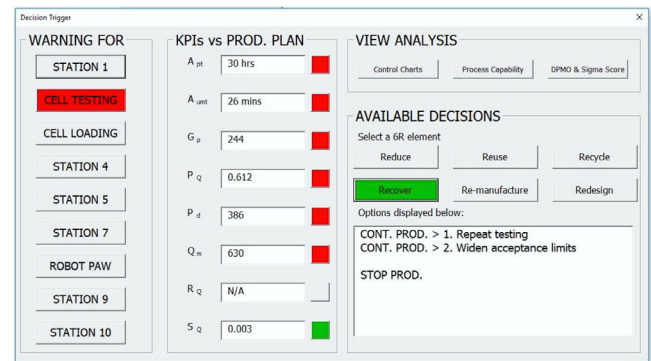 Decision Trigger
WARNING FOR
STATION 1
CELL TESTING
CELL LOADING
STATION 4
STATION 5
STATION 7
ROBOT PAW
STATION 9
STATION 10
KPIs vs PROD. PLAN
A pt 30 hrs
A umt 26 mins
G p 244
P Q 0.612
P d 386
Q m 630
R Q N/A
S Q 0.003
VIEW ANALYSIS
Control Charts Process Capability DPMO & Sigma Score
AVAILABLE DECISIONS
Select a 6R element
Reduce Reuse Recycle
Recover Re-manufacture Redesign
Options displayed below:
CONT. PROD. > 1. Repeat testing
CONT. PROD. > 2. Widen acceptance limits
STOP PROD.